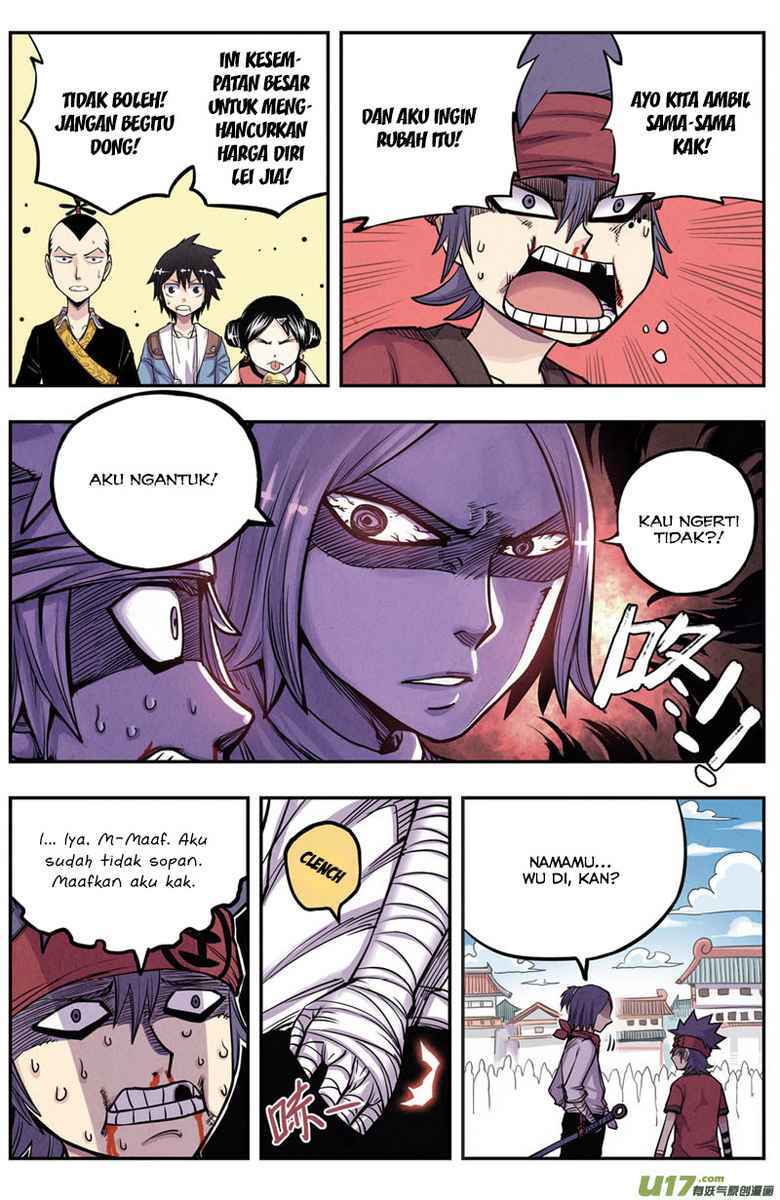 INI KESEM-
PATAN BESAR
UNTUK MENG-
HANCURKAN
HARGA DIRI
LEI JIA!
TIDAK BOLEH!
JANGAN BEGITU
DONG!
AYO KITA AMBIL
SAMA-SAMA
KAK!
DAN AKU INGIN
RUBAH ITU!
AKU NGANTUK!
KAU NGERTI
TIDAK?!
咚!!
I... Iya. M-Maaf. Aku
sudah tidak sopan.
Maafkan aku kak.
CLENCH
NAMAMU...
WU DI, KAN?
U17.com
有妖气原创漫画